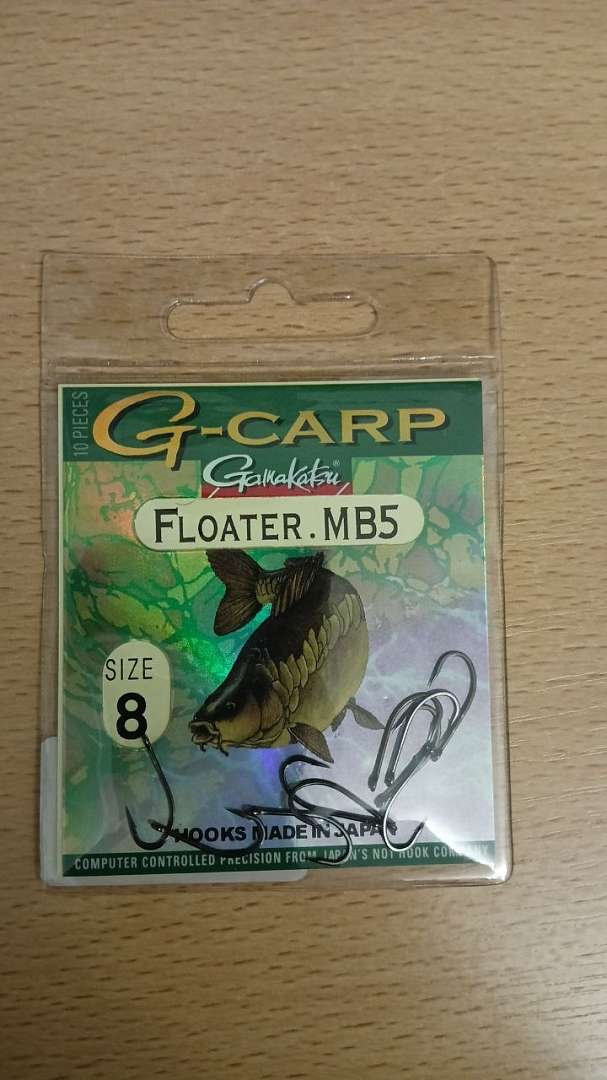 10 PIECES
G-CARP
Gamakatsu®
FLOATER.MB5
SIZE
8
HOOKS MADE IN JAPAN
COMPUTER CONTROLLED PRECISION FROM JAPAN'S NO1 HOOK COMPANY